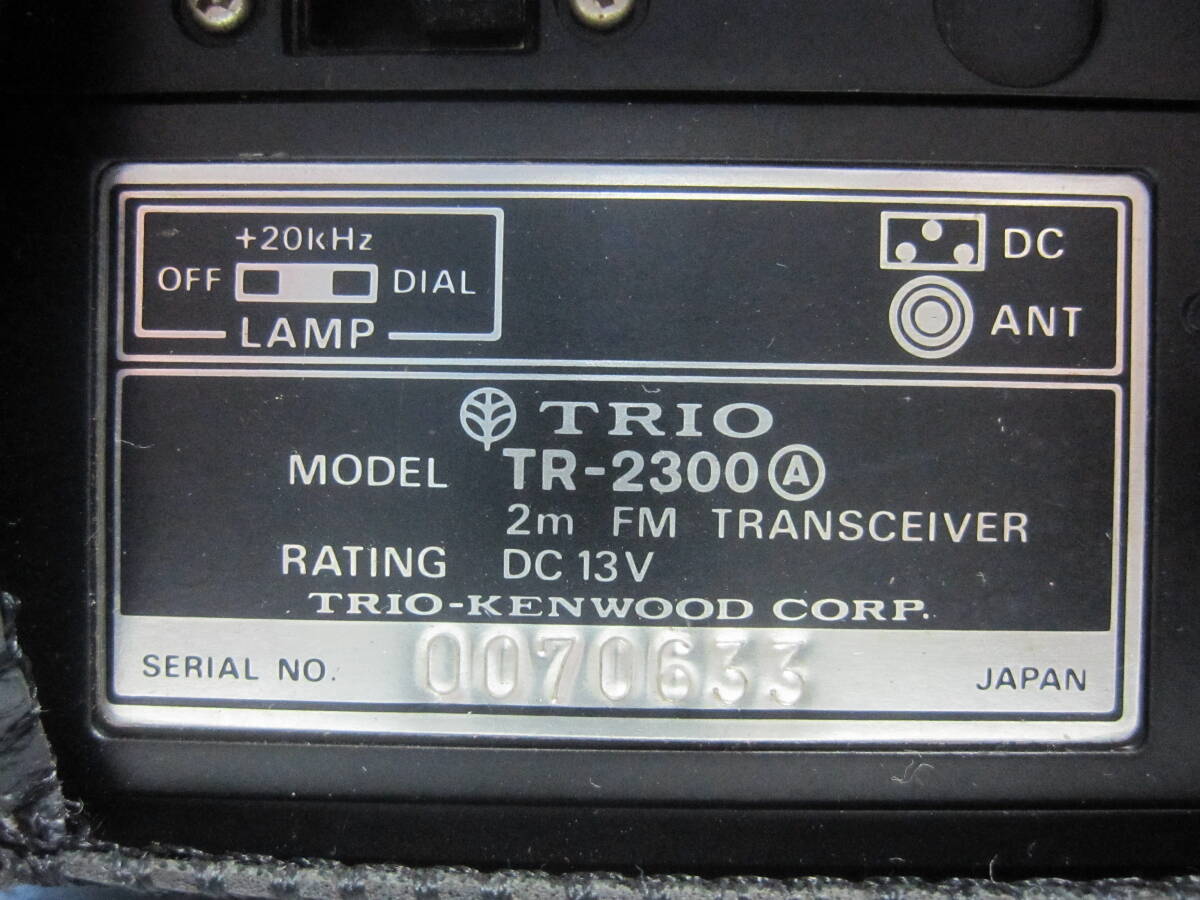 +20KHz
OFF DIAL
LAMP
DC
ANT
TRIO
MODEL TR-2300 Ⓐ
2m FM TRANSCEIVER
RATING DC 13V
TRIO-KENWOOD CORP.
SERIAL NO. 0070633 JAPAN